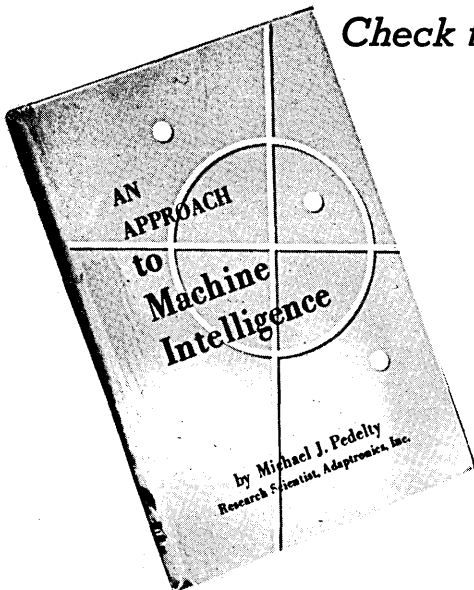 Check
AN
APPROACH
to
Machine
Intelligence
by Michael J. Pedelty
Research Scientist, Adaptronics, Inc.